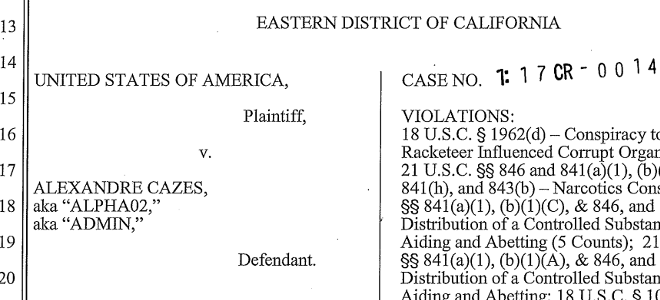 13 EASTERN DISTRICT OF CALIFORNIA
14
UNITED STATES OF AMERICA,
CASE NO. 1: 17 CR - 0 0 14
15
Plaintiff,
16
v.
17
ALEXANDRE CAZES,
18 aka “ALPHA02,”
aka “ADMIN,”
19
Defendant.
20
VIOLATIONS:
18 U.S.C. § 1962(d) – Conspiracy to
Racketeer Influenced Corrupt Organ
21 U.S.C. §§ 846 and 841(a)(1), (b)(
841(h), and 843(b) – Narcotics Cons
§§ 841(a)(1), (b)(1)(C), & 846, and
Distribution of a Controlled Substan
Aiding and Abetting (5 Counts); 21
§§ 841(a)(1), (b)(1)(A), & 846, and
Distribution of a Controlled Substan
Aiding and Abetting; 18 U.S.C. § 10